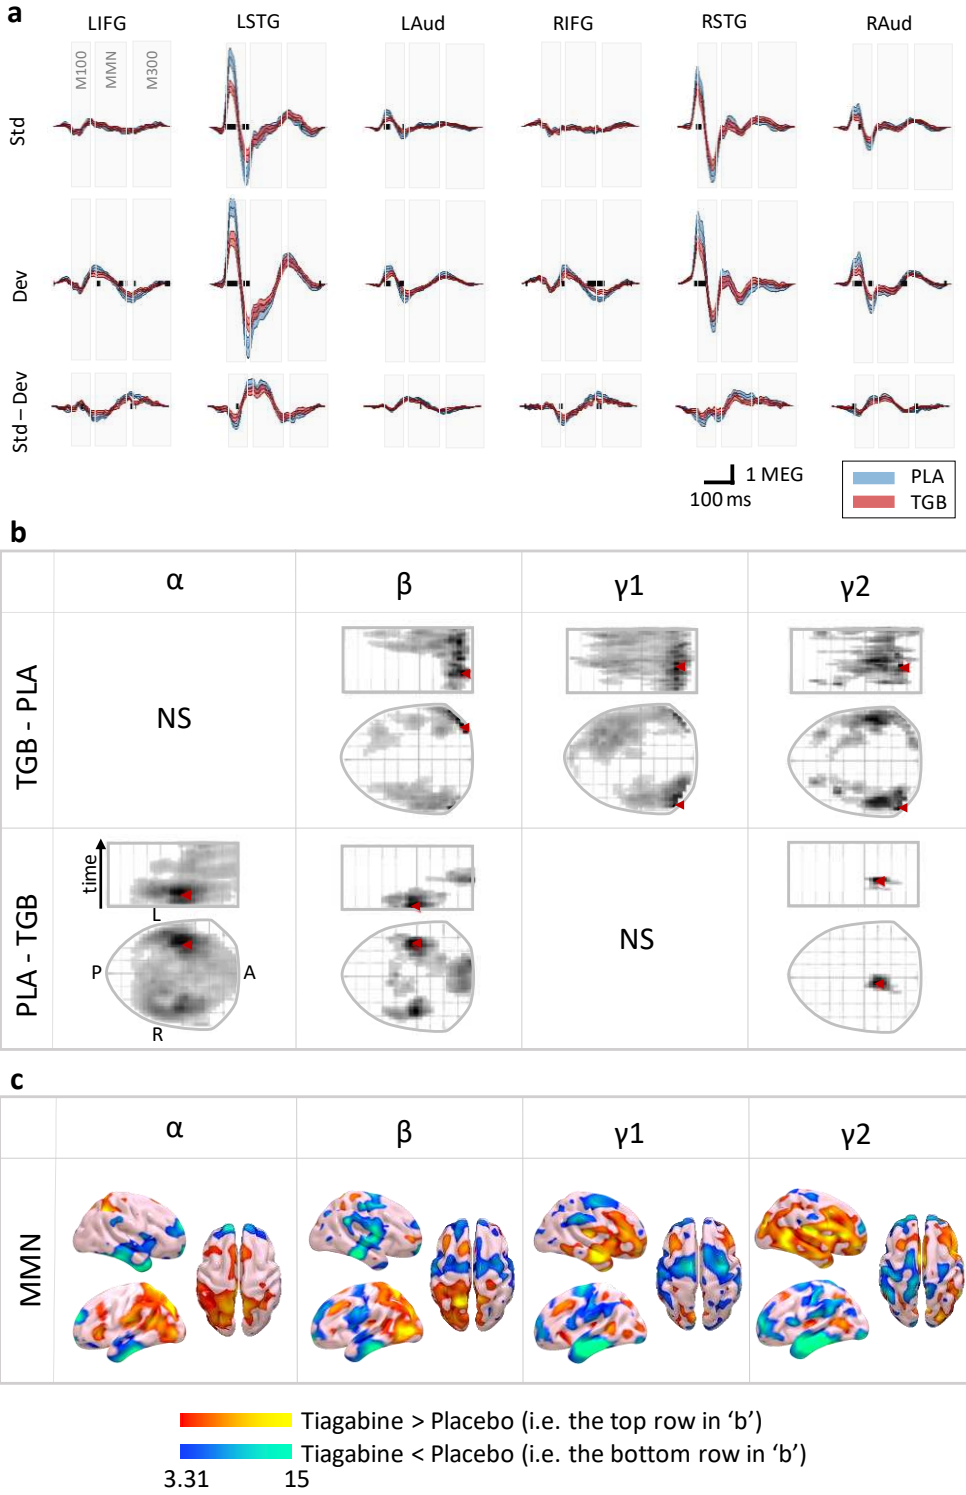 a
LIFG LSTG LAud RIFG RSTG RAud
M100 MMN M300
Std
Dev
Std – Dev
1 MEG
100 ms
PLA
TGB
b
α β γ1 γ2
TGB - PLA
NS
PLA - TGB
time
L
P A
R
NS
c
α β γ1 γ2
MMN
Tiagabine > Placebo (i.e. the top row in ‘b’)
Tiagabine < Placebo (i.e. the bottom row in ‘b’)
3.31 15